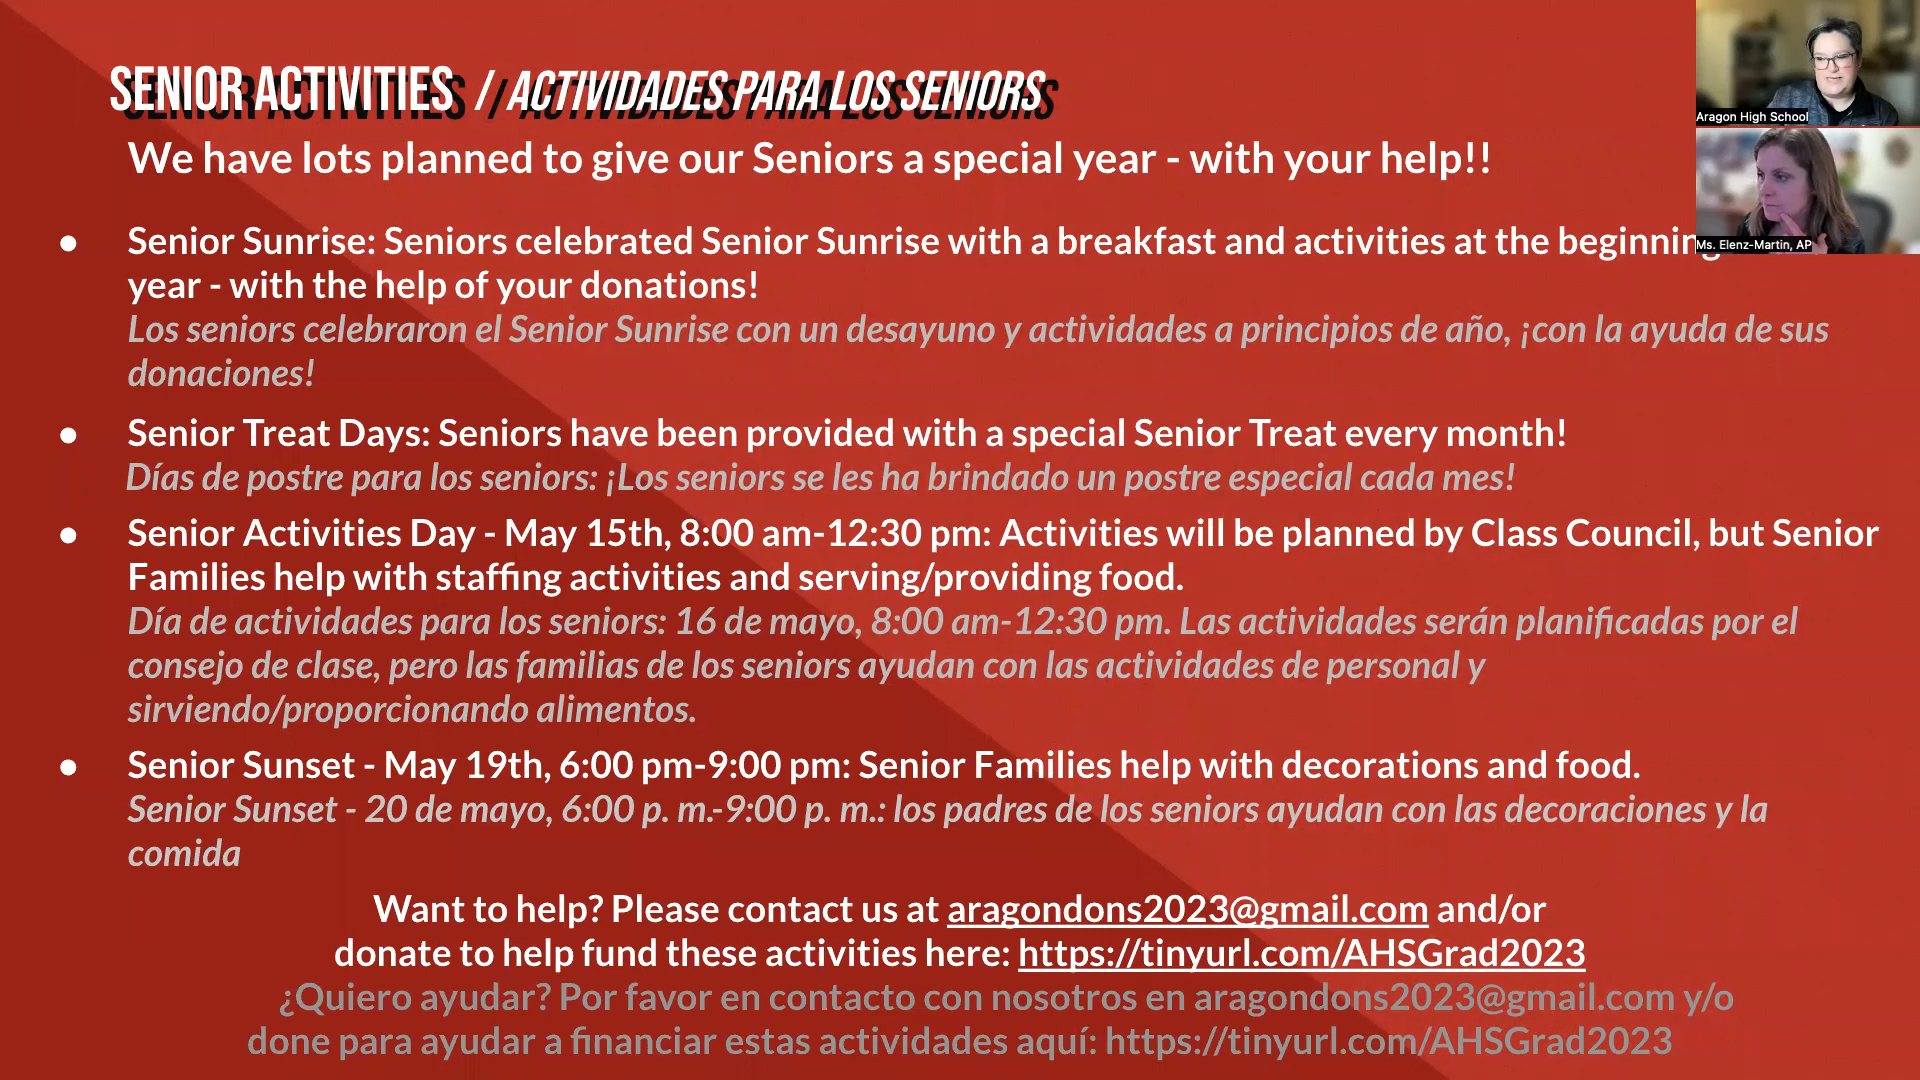 SENIOR ACTIVITIES / ACTIVIDADES PARA LOS SENIORS
We have lots planned to give our Seniors a special year - with your help!!
● Senior Sunrise: Seniors celebrated Senior Sunrise with a breakfast and activities at the beginning
year - with the help of your donations!
Los seniors celebraron el Senior Sunrise con un desayuno y actividades a principios de año, ¡con la ayuda de sus
donaciones!
● Senior Treat Days: Seniors have been provided with a special Senior Treat every month!
Días de postre para los seniors: ¡Los seniors se les ha brindado un postre especial cada mes!
● Senior Activities Day - May 15th, 8:00 am-12:30 pm: Activities will be planned by Class Council, but Senior
Families help with staffing activities and serving/providing food.
Día de actividades para los seniors: 16 de mayo, 8:00 am-12:30 pm. Las actividades serán planificadas por el
consejo de clase, pero las familias de los seniors ayudan con las actividades de personal y
sirviendo/proporcionando alimentos.
● Senior Sunset - May 19th, 6:00 pm-9:00 pm: Senior Families help with decorations and food.
Senior Sunset - 20 de mayo, 6:00 p. m.-9:00 p. m.: los padres de los seniors ayudan con las decoraciones y la
comida
Want to help? Please contact us at aragondons2023@gmail.com and/or
donate to help fund these activities here: https://tinyurl.com/AHSGrad2023
¿Quiero ayudar? Por favor en contacto con nosotros en aragondons2023@gmail.com y/o
done para ayudar a financiar estas actividades aquí: https://tinyurl.com/AHSGrad2023
Aragon High School
Ms. Elenz-Martin, AP